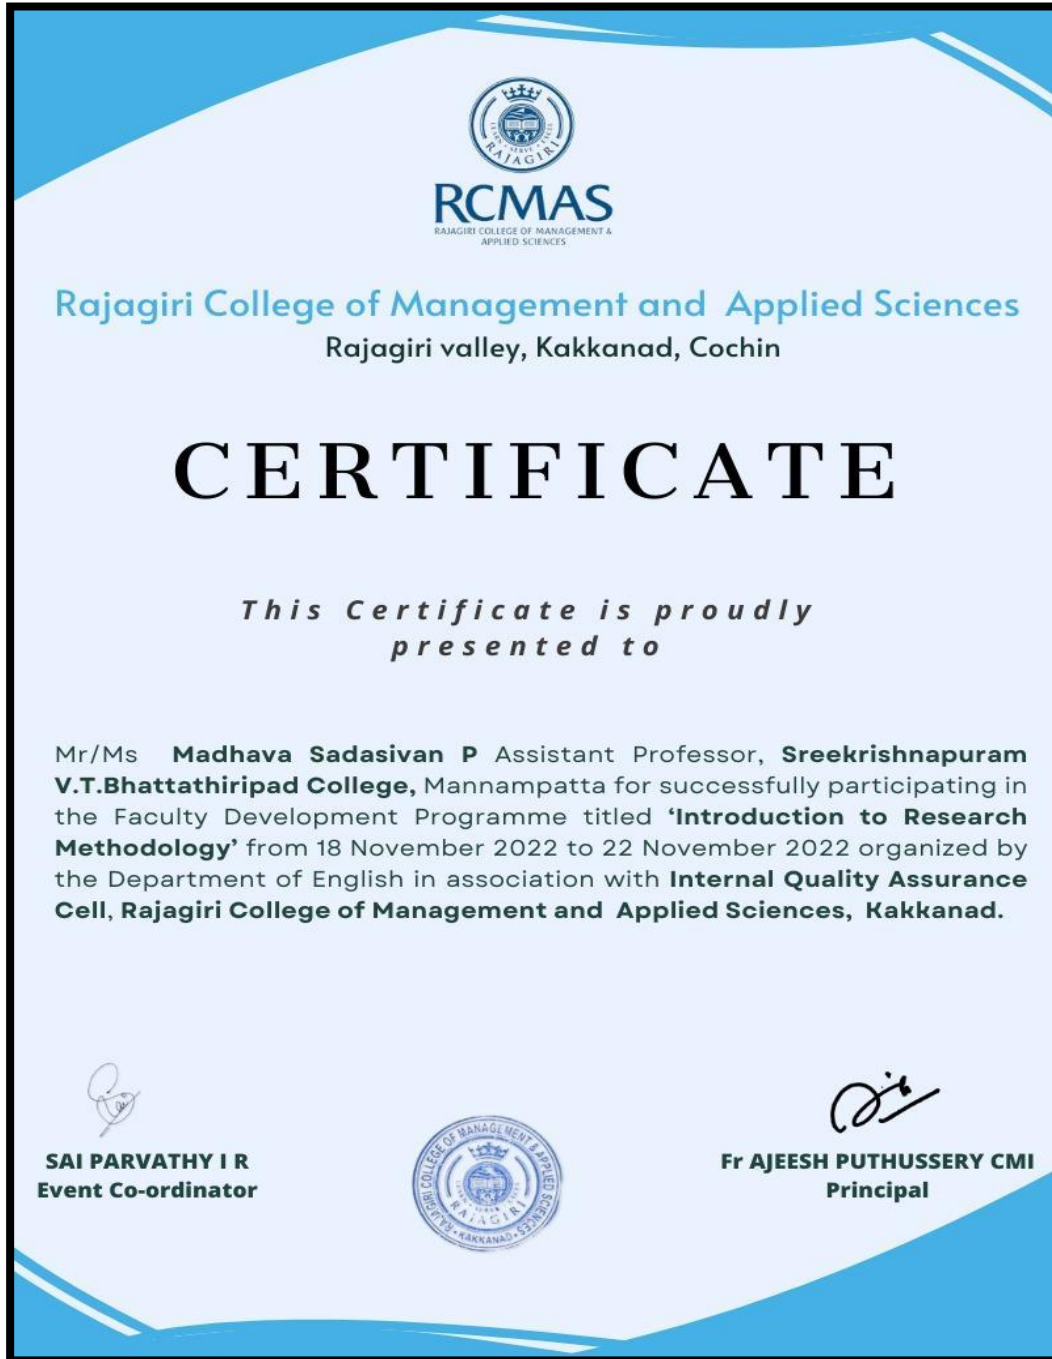 LEARN • SERVE • EXCEL
RAJAGIRI
RCMAS
RAJAGIRI COLLEGE OF MANAGEMENT &
APPLIED SCIENCES
Rajagiri College of Management and Applied Sciences
Rajagiri valley, Kakkanad, Cochin
CERTIFICATE
This Certificate is proudly
presented to
Mr/Ms Madhava Sadasivan P Assistant Professor, Sreekrishnapuram
V.T.Bhattathiripad College, Mannampatta for successfully participating in
the Faculty Development Programme titled ‘Introduction to Research
Methodology’ from 18 November 2022 to 22 November 2022 organized by
the Department of English in association with Internal Quality Assurance
Cell, Rajagiri College of Management and Applied Sciences, Kakkanad.
SAI PARVATHY I R
Event Co-ordinator
RAJAGIRI COLLEGE OF MANAGEMENT & APPLIED SCIENCES
KAKKANAD
RAJAGIRI
Fr AJEESH PUTHUSSERY CMI
Principal